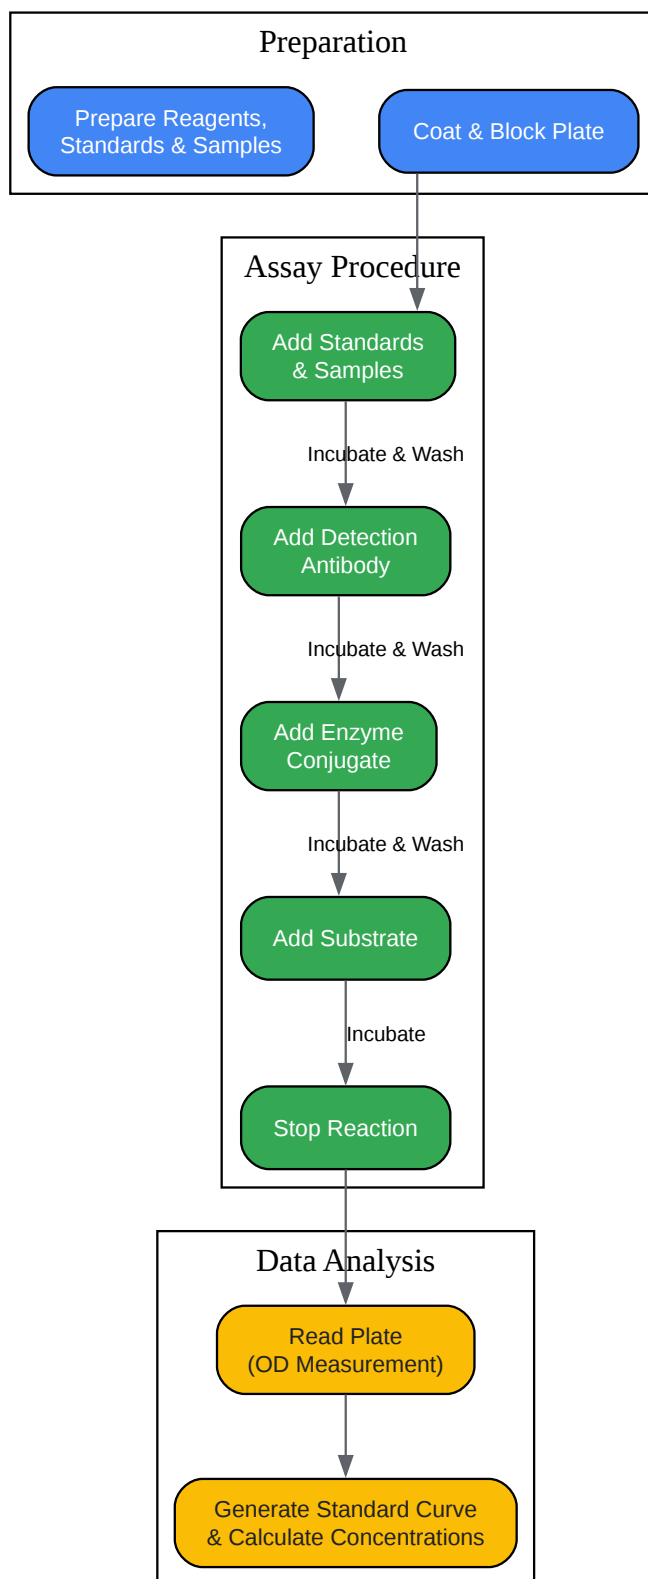 Preparation
Prepare Reagents,
Standards & Samples
Coat & Block Plate
Assay Procedure
Add Standards
& Samples
Incubate & Wash
Add Detection
Antibody
Incubate & Wash
Add Enzyme
Conjugate
Incubate & Wash
Add Substrate
Incubate
Stop Reaction
Data Analysis
Read Plate
(OD Measurement)
Generate Standard Curve
& Calculate Concentrations